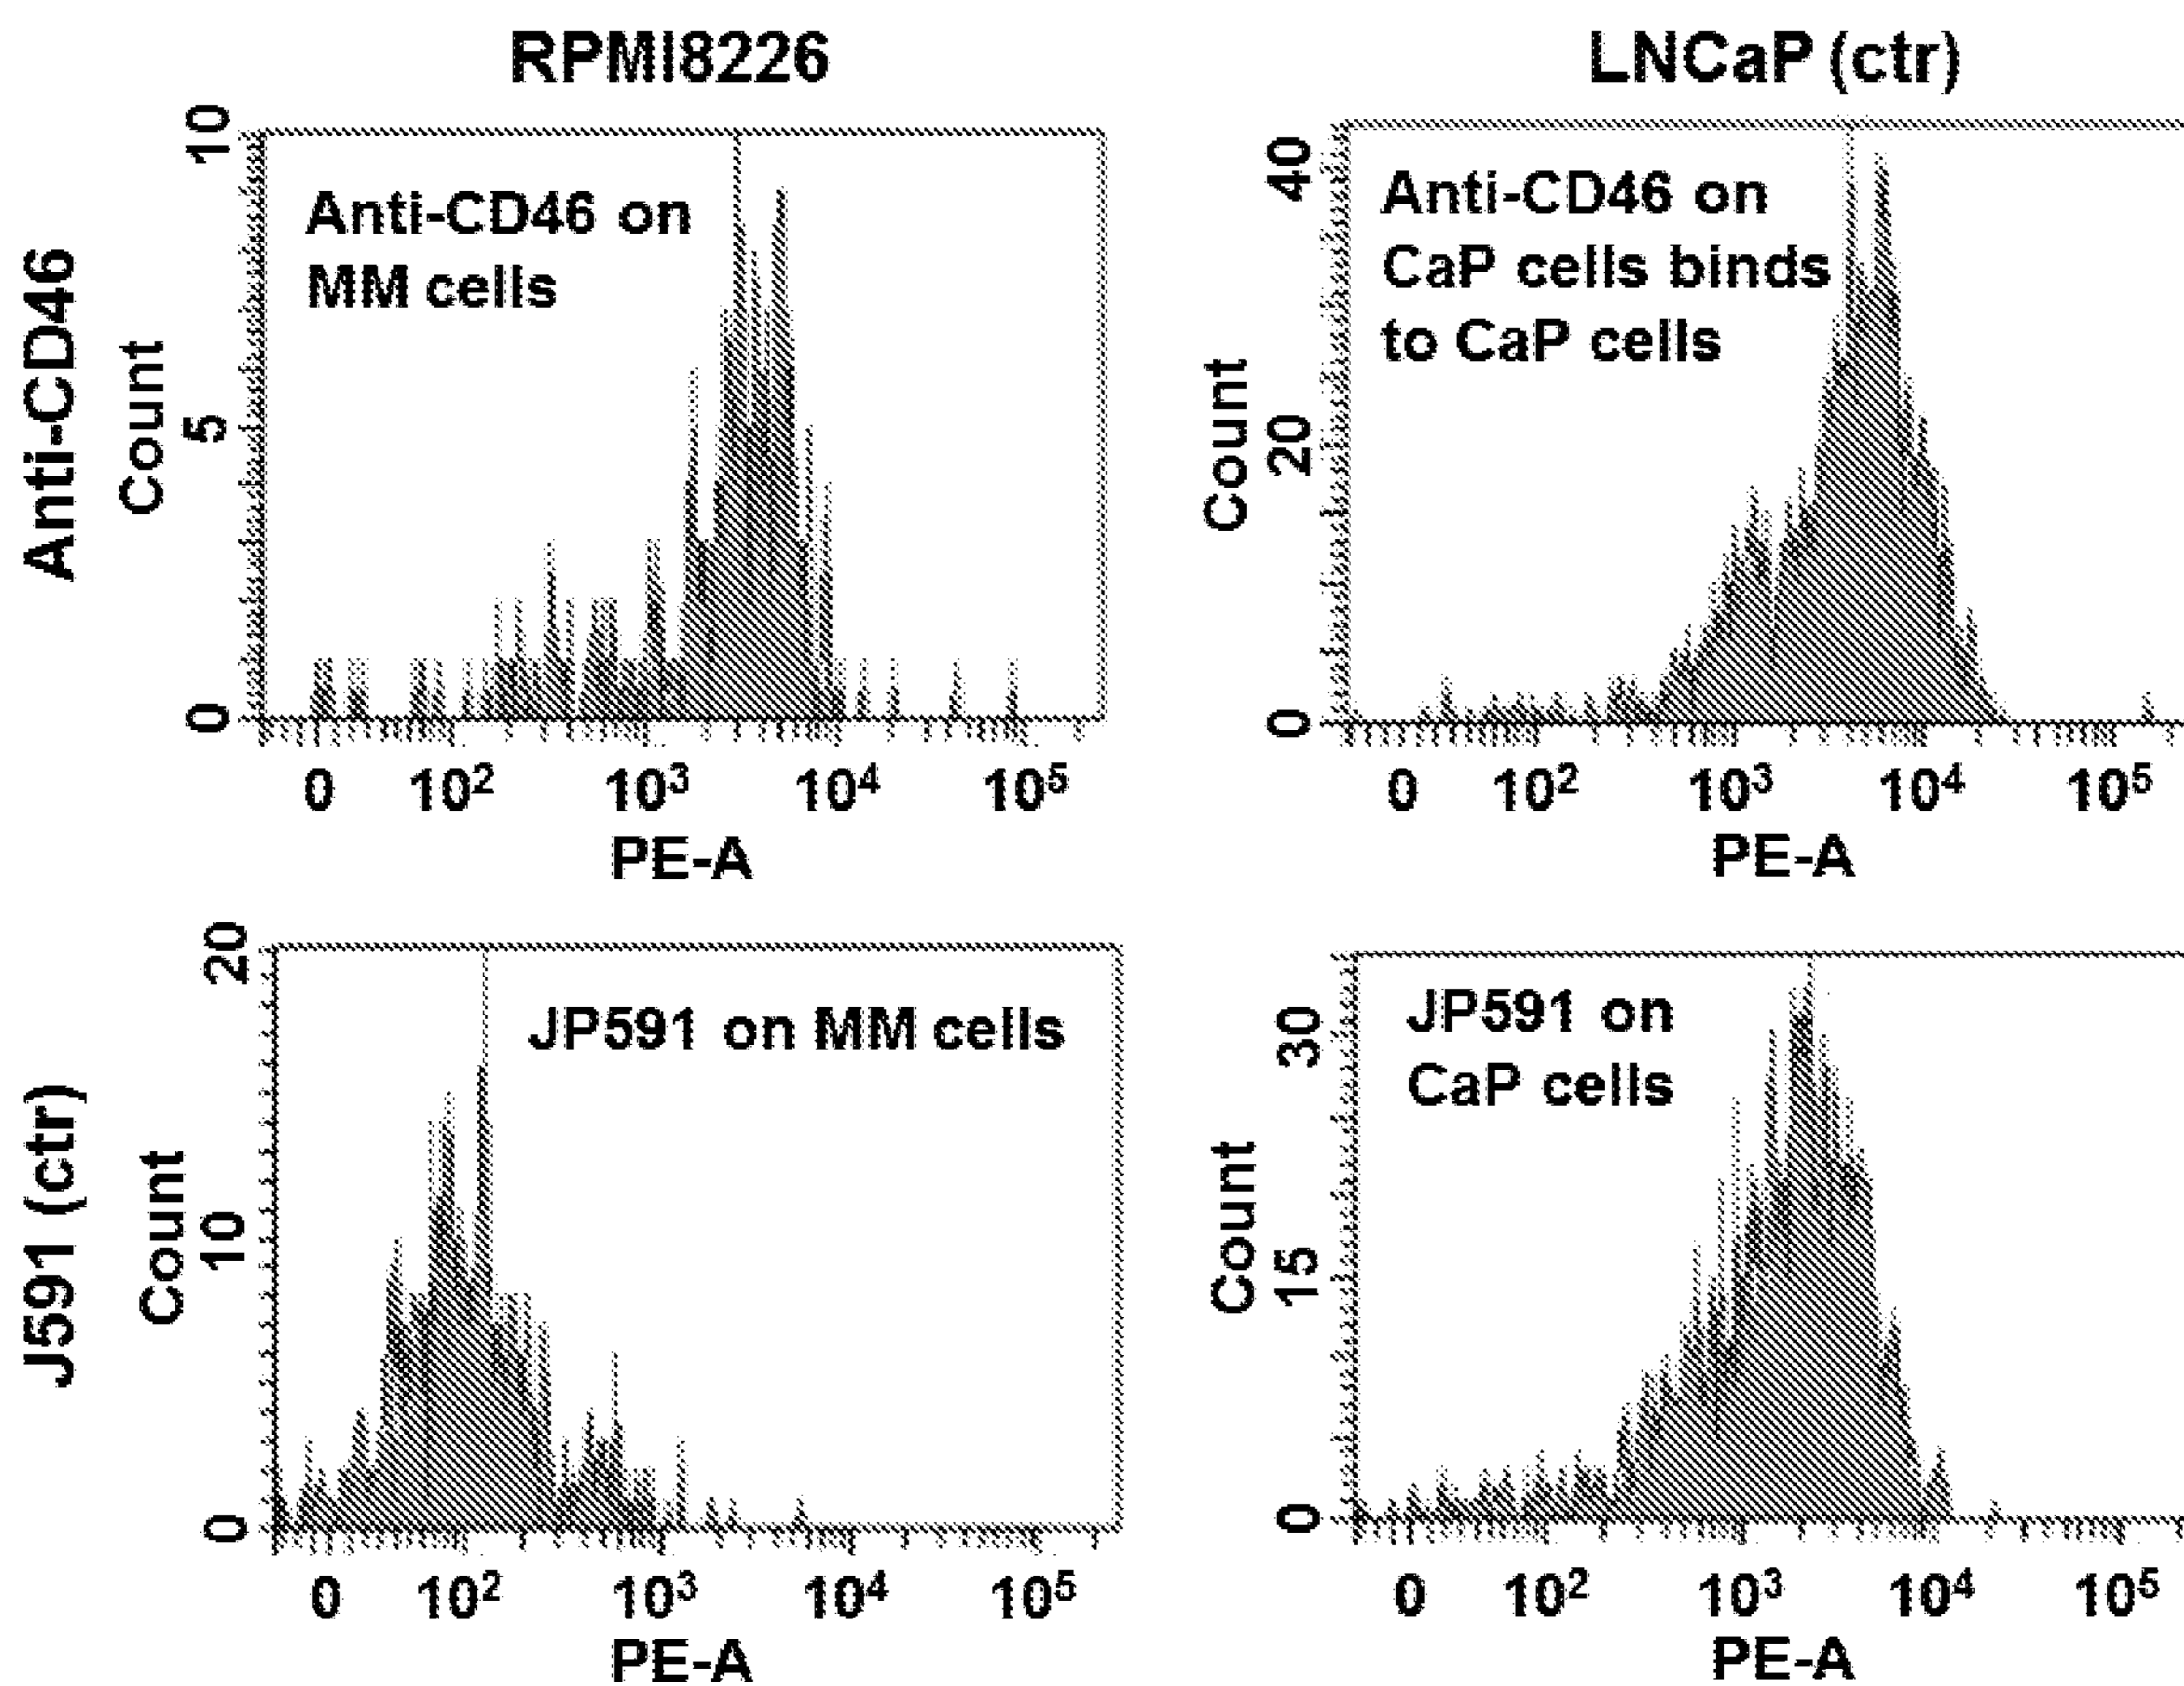 RPMI8226
LNCaP (ctr)
Anti-CD46
Count
10
5
0
Anti-CD46 on
MM cells
0 10² 10³ 10⁴ 10⁵
PE-A
Count
40
20
0
Anti-CD46 on
CaP cells binds
to CaP cells
0 10² 10³ 10⁴ 10⁵
PE-A
J591 (ctr)
Count
20
10
0
JP591 on MM cells
0 10² 10³ 10⁴ 10⁵
PE-A
Count
30
15
0
JP591 on
CaP cells
0 10² 10³ 10⁴ 10⁵
PE-A